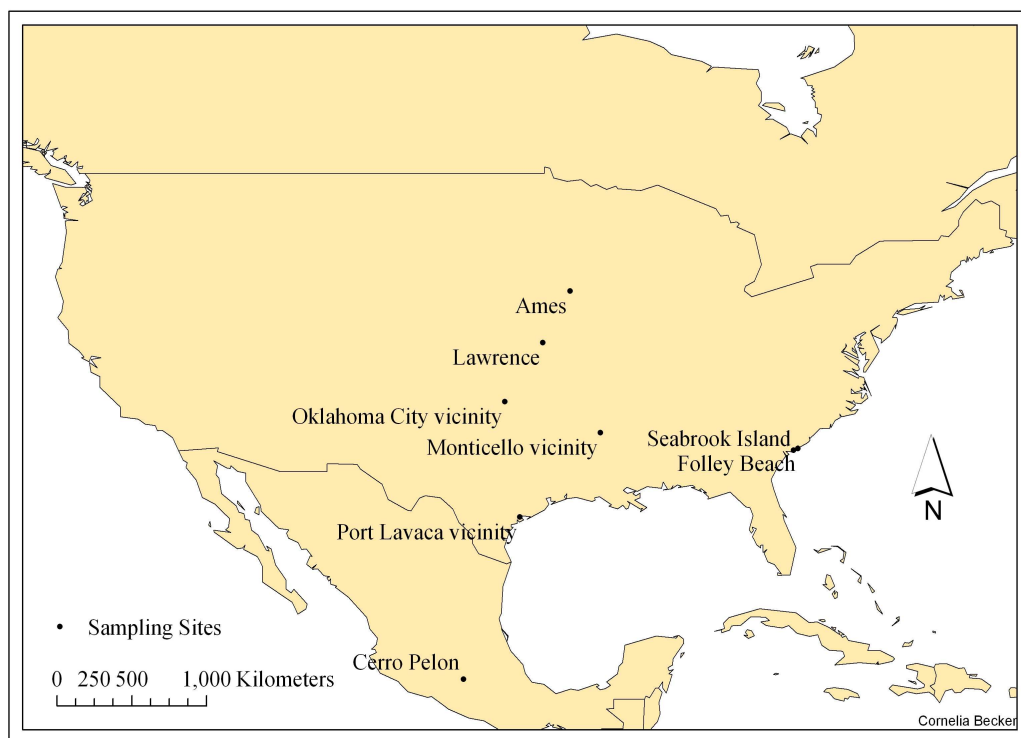 Ames
Lawrence
Oklahoma City vicinity
Monticello vicinity
Seabrook Island
Folley Beach
N
Port Lavaca vicinity
Sampling Sites
Cerro Pelon
0 250 500 1,000 Kilometers
Cornelia Becker